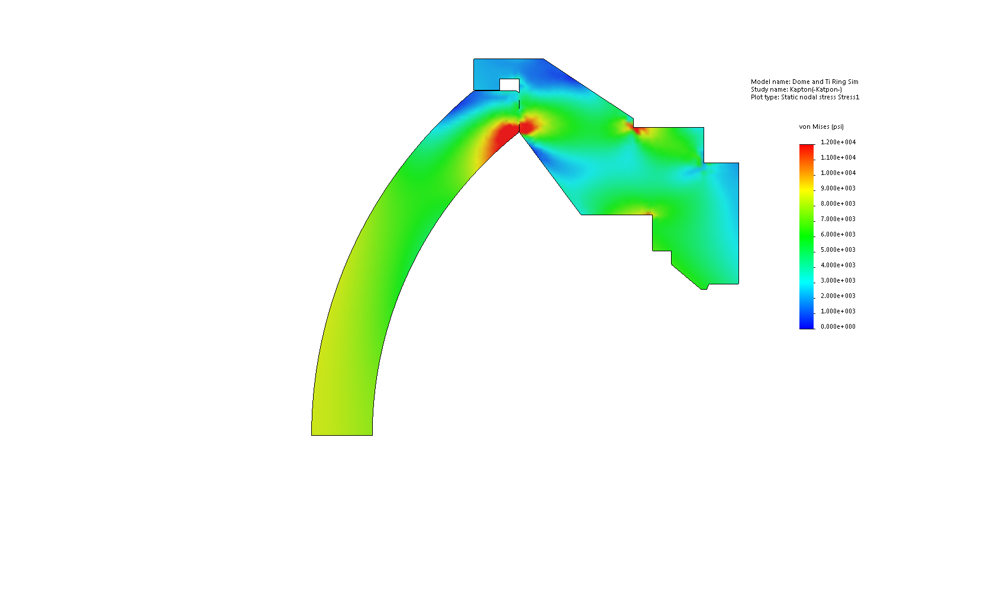 Model name: Dome and Ti Ring Sim
Study name: Kapton(-Katpon-)
Plot type: Static nodal stress Stress1
von Mises (psi)
1.200e+004
1.100e+004
1.000e+004
9.000e+003
8.000e+003
7.000e+003
6.000e+003
5.000e+003
4.000e+003
3.000e+003
2.000e+003
1.000e+003
0.000e+000